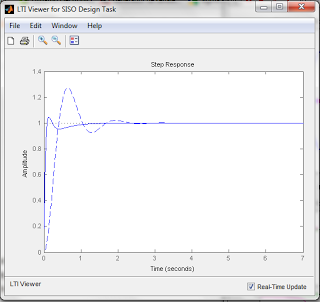 LTI Viewer for SISO Design Task
File Edit Window Help
Step Response
1.4
1.2
1
0.8
0.6
0.4
0.2
0
Amplitude
0 1 2 3 4 5 6 7
Time (seconds)
LTI Viewer
Real-Time Update